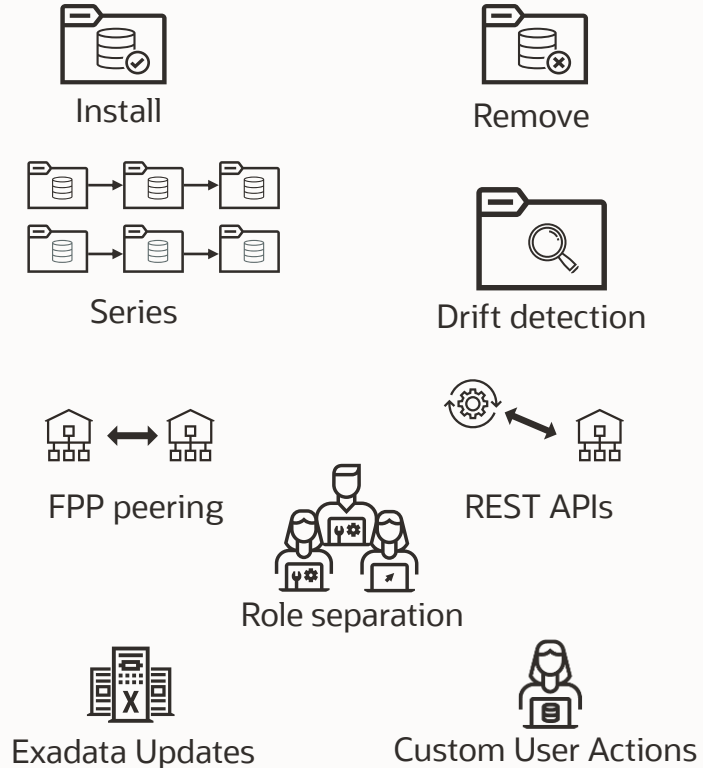 Install
Remove
Series
Drift detection
FPP peering
REST APIs
Role separation
X
Exadata Updates
Custom User Actions